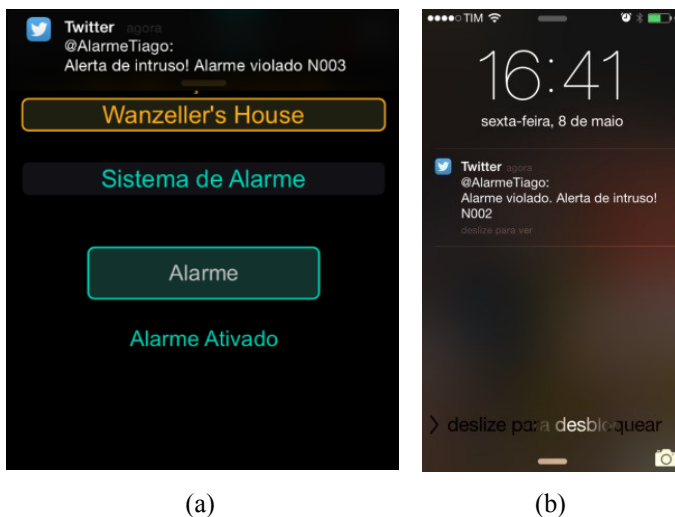 Twitter agora
@AlarmeTiago:
Alerta de intruso! Alarme violado N003
Wanzeller's House
Sistema de Alarme
Alarme
Alarme Ativado
(a)
TIM
16:41
sexta-feira, 8 de maio
Twitter agora
@AlarmeTiago:
Alarme violado. Alerta de intruso!
N002
deslize para ver
deslize para desbloquear
(b)